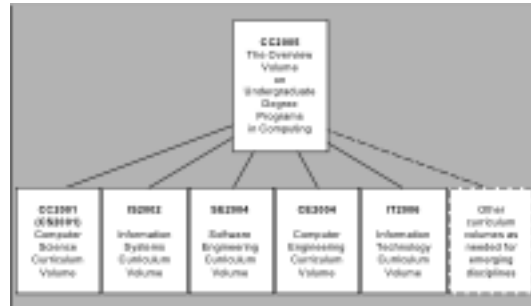 CC2005
The Overview
Volume
on
Undergraduate
Degree
Programs
in Computing
CC2001
(CS2001)
Computer
Science
Curriculum
Volume
IS2002
Information
Systems
Curriculum
Volume
SE2004
Software
Engineering
Curriculum
Volume
CE2004
Computer
Engineering
Curriculum
Volume
IT2006
Information
Technology
Curriculum
Volume
Other
curriculum
volumes as
needed for
emerging
disciplines